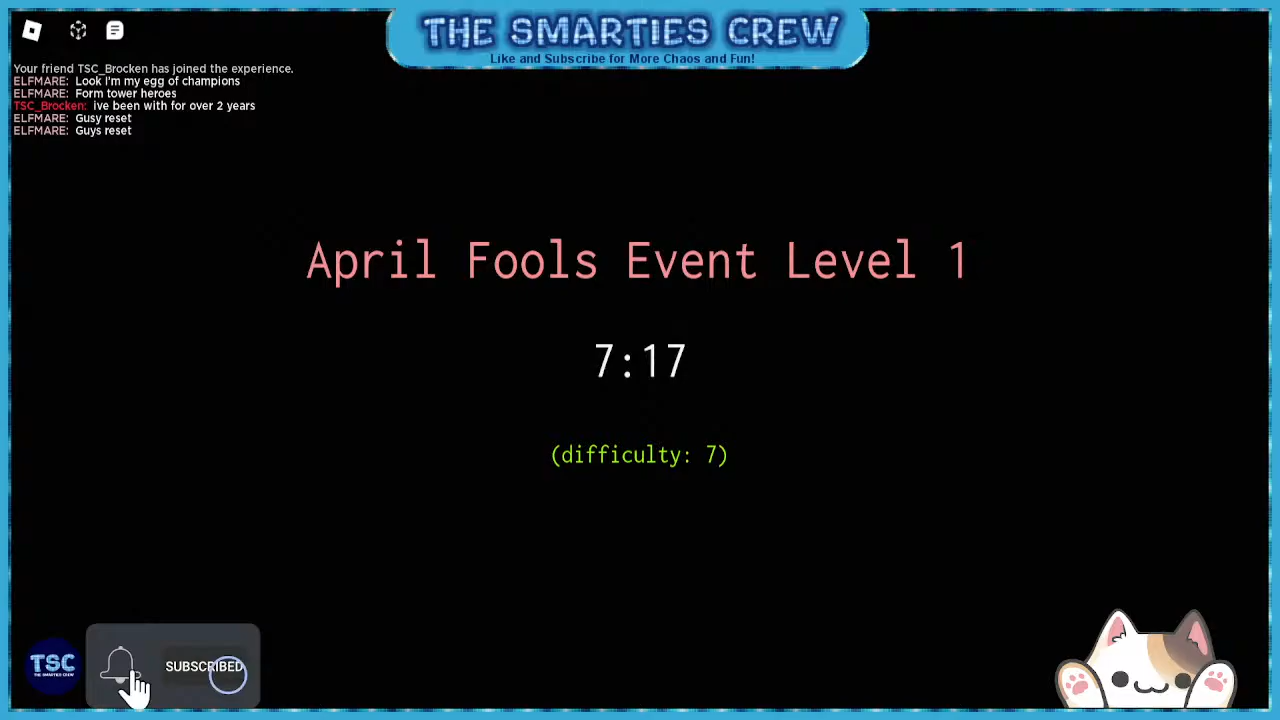 THE SMARTIES CREW
Like and Subscribe for More Chaos and Fun!
Your friend TSC_Brocken has joined the experience.
ELFMARE: Look I'm my egg of champions
ELFMARE: Form tower heroes
TSC_Brocken: ive been with for over 2 years
ELFMARE: Gusy reset
ELFMARE: Guys reset
April Fools Event Level 1
7:17
(difficulty: 7)
TSC
THE SMARTIES CREW
SUBSCRIBED